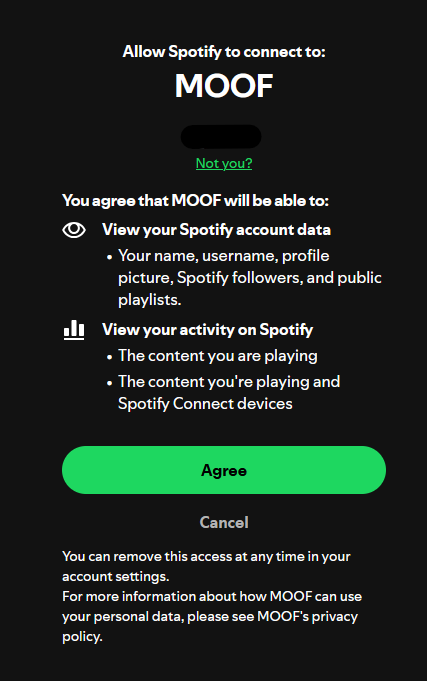 Allow Spotify to connect to:
MOOF
Not you?
You agree that MOOF will be able to:
View your Spotify account data
• Your name, username, profile
picture, Spotify followers, and public
playlists.
View your activity on Spotify
• The content you are playing
• The content you're playing and
Spotify Connect devices
Agree
Cancel
You can remove this access at any time in your
account settings.
For more information about how MOOF can use
your personal data, please see MOOF's privacy
policy.